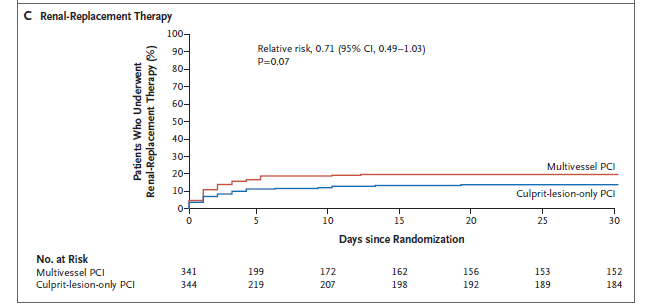 C Renal-Replacement Therapy
Patients Who Underwent
Renal-Replacement Therapy (%)
100
90
80
70
60
50
40
30
20
10
0
Relative risk, 0.71 (95% CI, 0.49–1.03)
P=0.07
Multivessel PCI
Culprit-lesion-only PCI
0 5 10 15 20 25 30
Days since Randomization
No. at Risk
Multivessel PCI 341 199 172 162 156 153 152
Culprit-lesion-only PCI 344 219 207 198 192 189 184